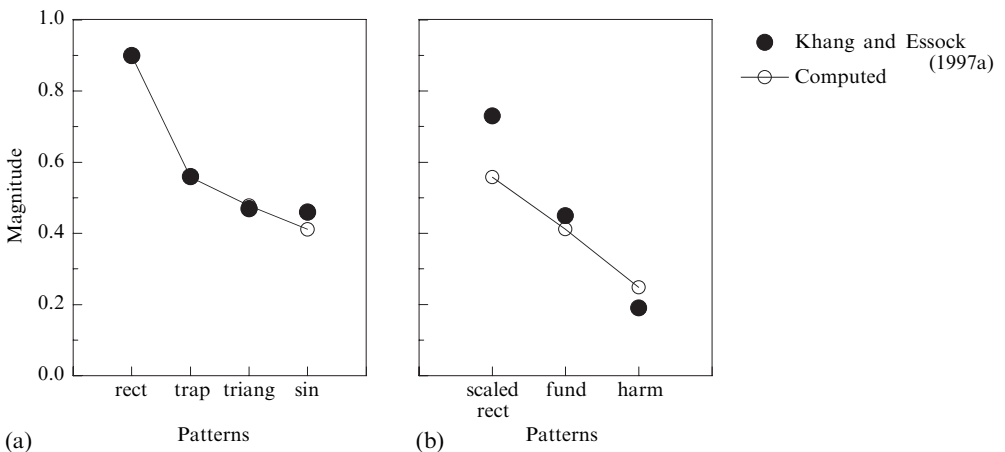 1.0
0.8
0.6
0.4
0.2
0.0
Magnitude
rect trap triang sin
Patterns
(a)
scaled rect fund harm
Patterns
(b)
Khang and Essock
(1997a)
Computed